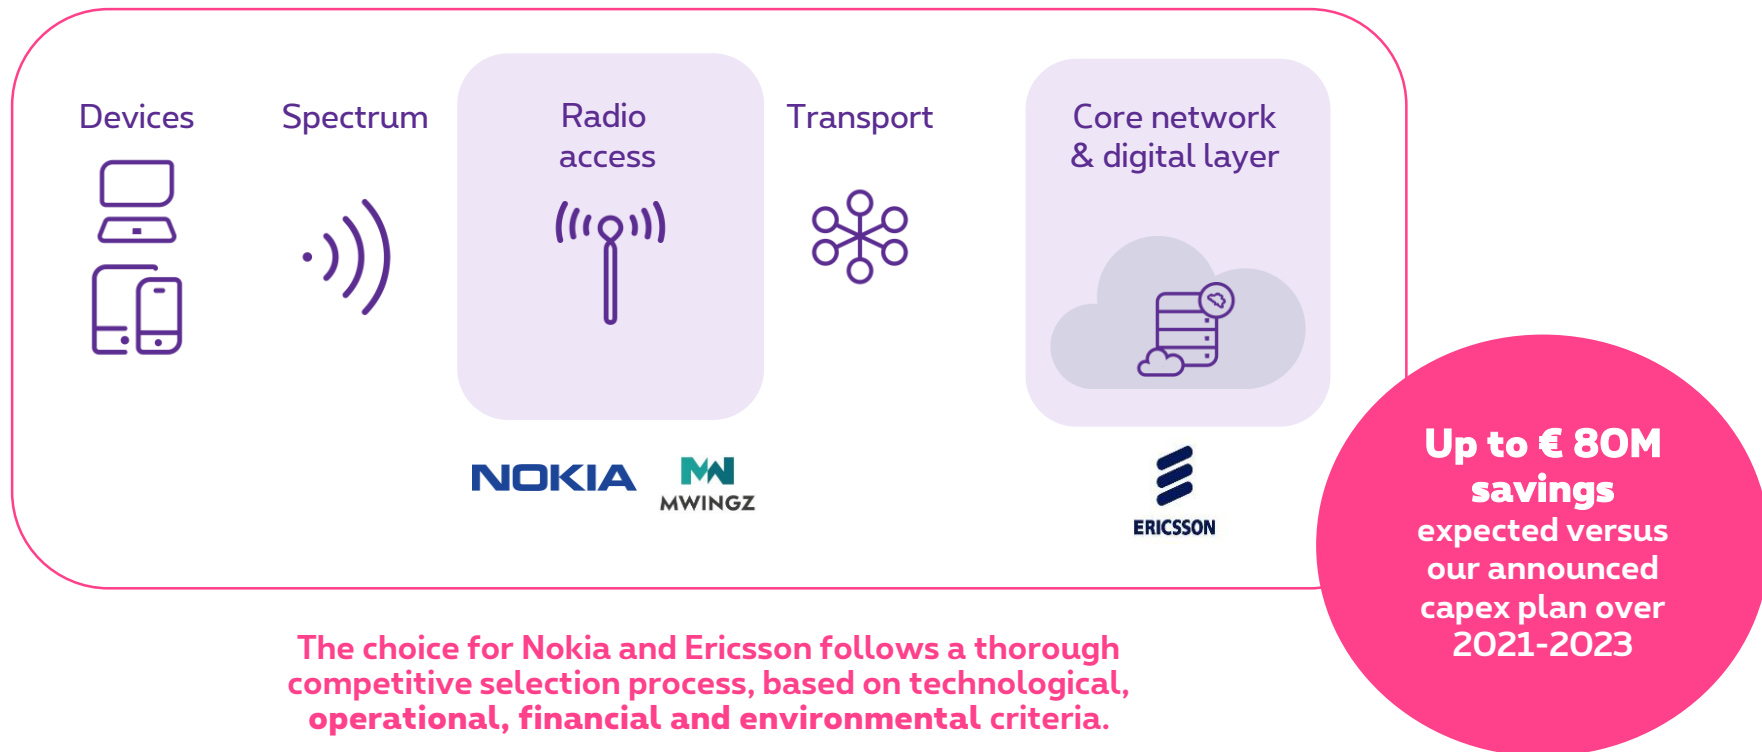 Devices
Spectrum
Radio
access
Transport
Core network
& digital layer
NOKIA
MWINGZ
ERICSSON
Up to € 80M
savings
expected versus
our announced
capex plan over
2021-2023
The choice for Nokia and Ericsson follows a thorough
competitive selection process, based on technological,
operational, financial and environmental criteria.